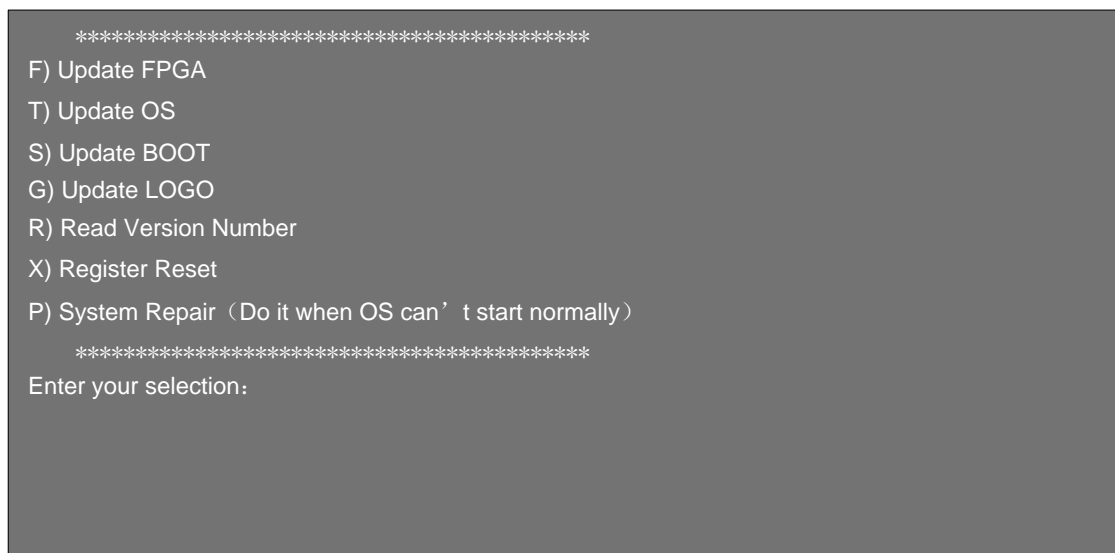 *******************************************
F) Update FPGA
T) Update OS
S) Update BOOT
G) Update LOGO
R) Read Version Number
X) Register Reset
P) System Repair（Do it when OS can’t start normally）
*******************************************
Enter your selection：